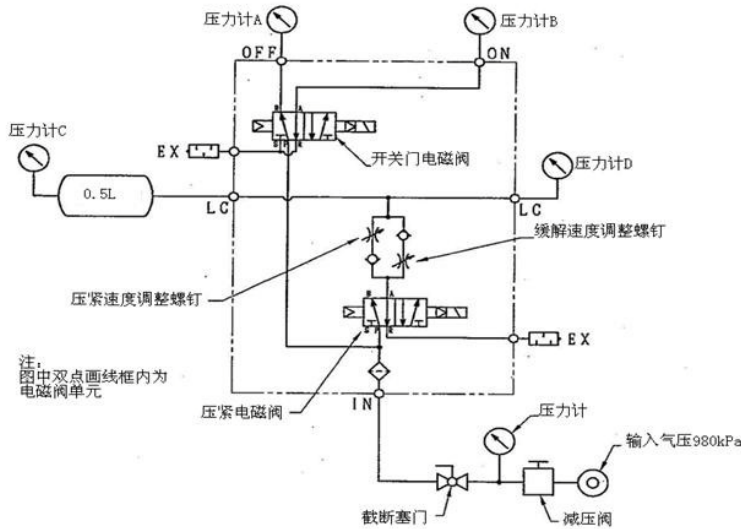 压力计A
压力计B
OFF
ON
压力计C
EX
开关门电磁阀
压力计D
0.5L
LC
LC
缓解速度调整螺钉
压紧速度调整螺钉
EX
注:
图中双点画线框内为
电磁阀单元
压紧电磁阀
IN
压力计
输入气压980kPa
截断塞门
减压阀